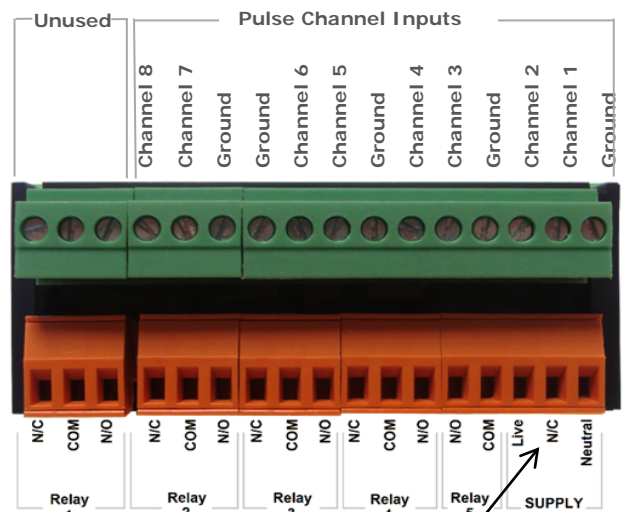 Unused
Pulse Channel Inputs
Channel 8
Channel 7
Ground
Ground
Channel 6
Channel 5
Ground
Channel 4
Channel 3
Ground
Channel 2
Channel 1
Ground
N/C
COM
N/O
N/C
COM
N/O
N/C
COM
N/O
N/C
COM
N/O
N/O
COM
Live
N/C
Neutral
Relay
Relay
Relay
Relay
Relay
SUPPLY